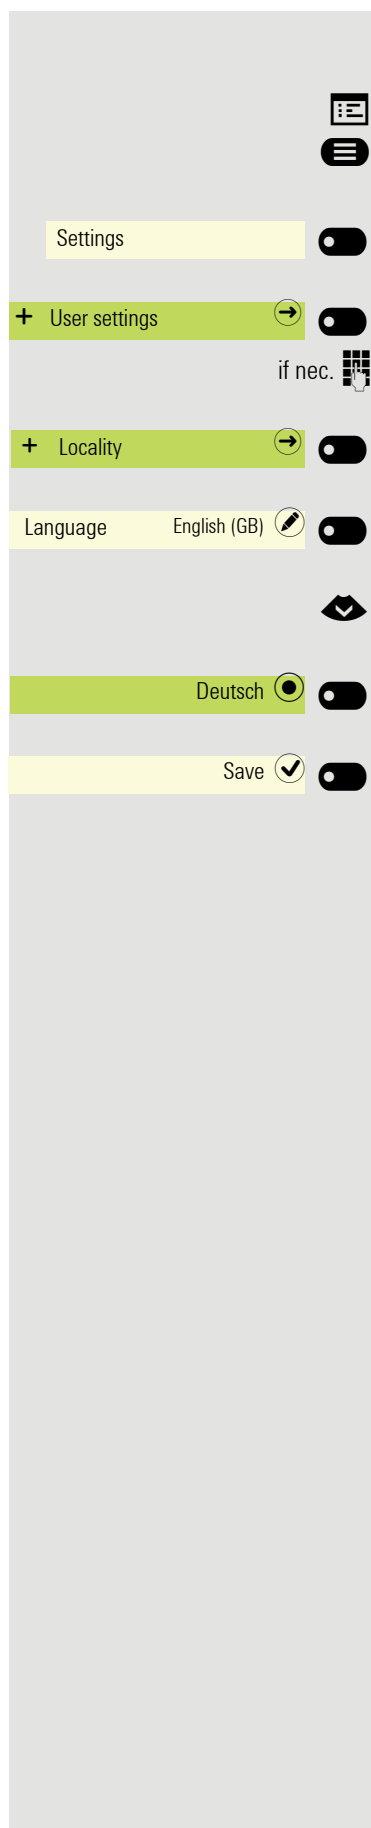 Settings
+ User settings
if nec.
+ Locality
Language English (GB)
Deutsch
Save